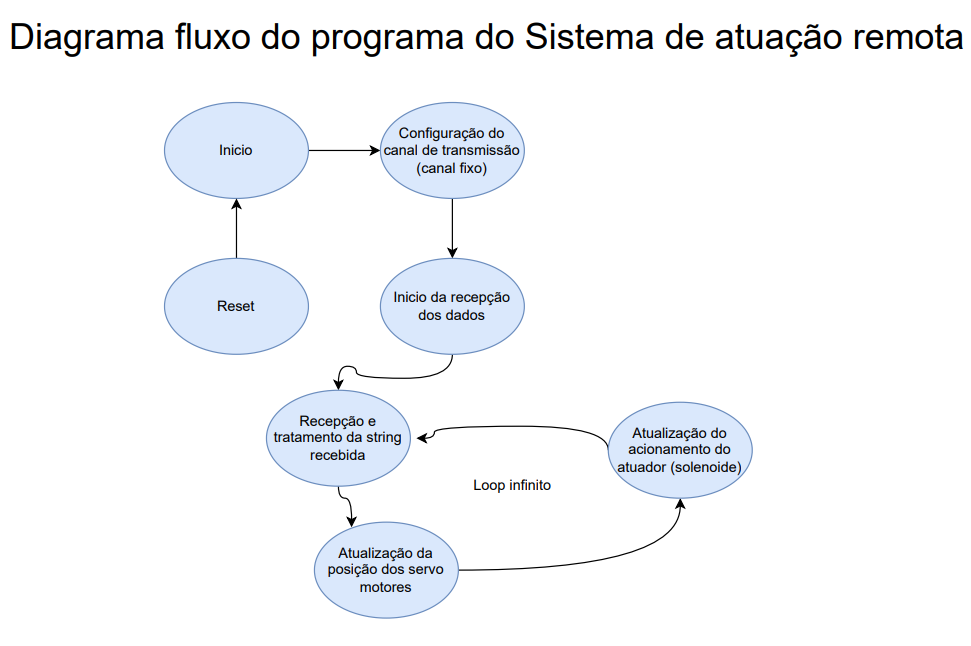 Diagrama fluxo do programa do Sistema de atuação remota
Inicio
Configuração do
canal de transmissão
(canal fixo)
Reset
Inicio da recepção
dos dados
Recepção e
tratamento da string
recebida
Atualização do
acionamento do
atuador (solenoide)
Loop infinito
Atualização da
posição dos servo
motores